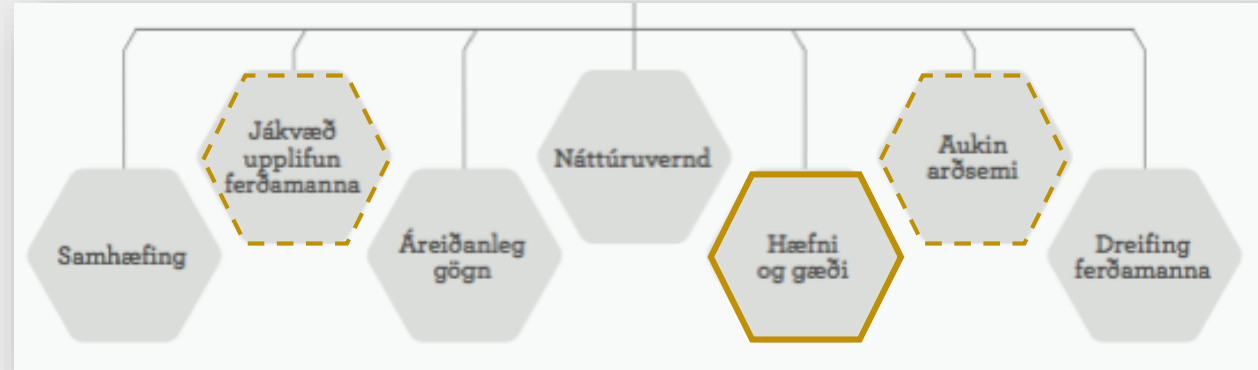 Samhæfing
Jákvæð
upplifun
ferðamanna
Áreiðanleg
gögn
Náttúruvernd
Hæfni
og gæði
Aukin
arðsemi
Dreifing
ferðamanna